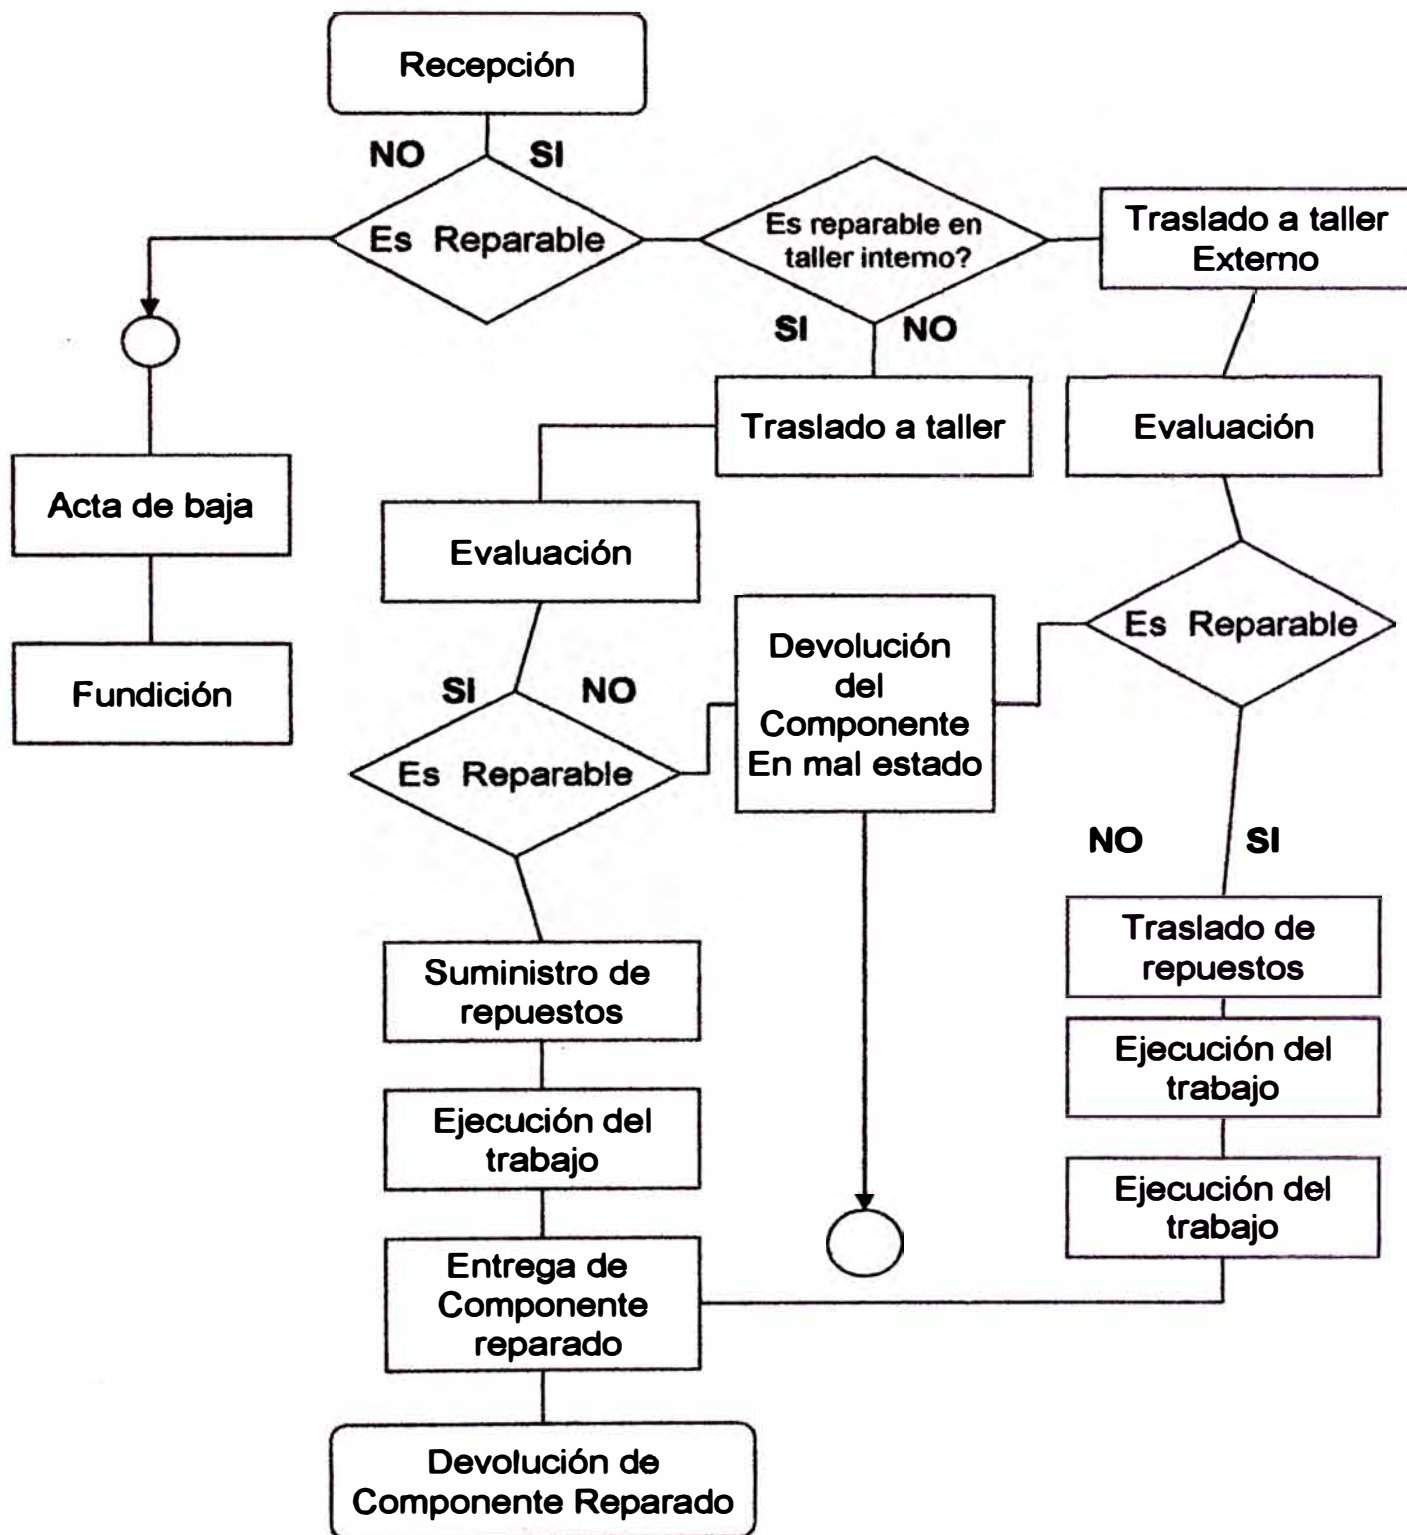 Recepción
NO SI
Es Reparable
Es reparable en
taller interno?
Traslado a taller
Externo
SI NO
Traslado a taller
Evaluación
Acta de baja
Evaluación
Fundición
Devolución
del
Componente
En mal estado
Es Reparable
SI NO
Es Reparable
NO SI
Suministro de
repuestos
Traslado de
repuestos
Ejecución del
trabajo
Ejecución del
trabajo
Ejecución del
trabajo
Entrega de
Componente
reparado
Devolución de
Componente Reparado